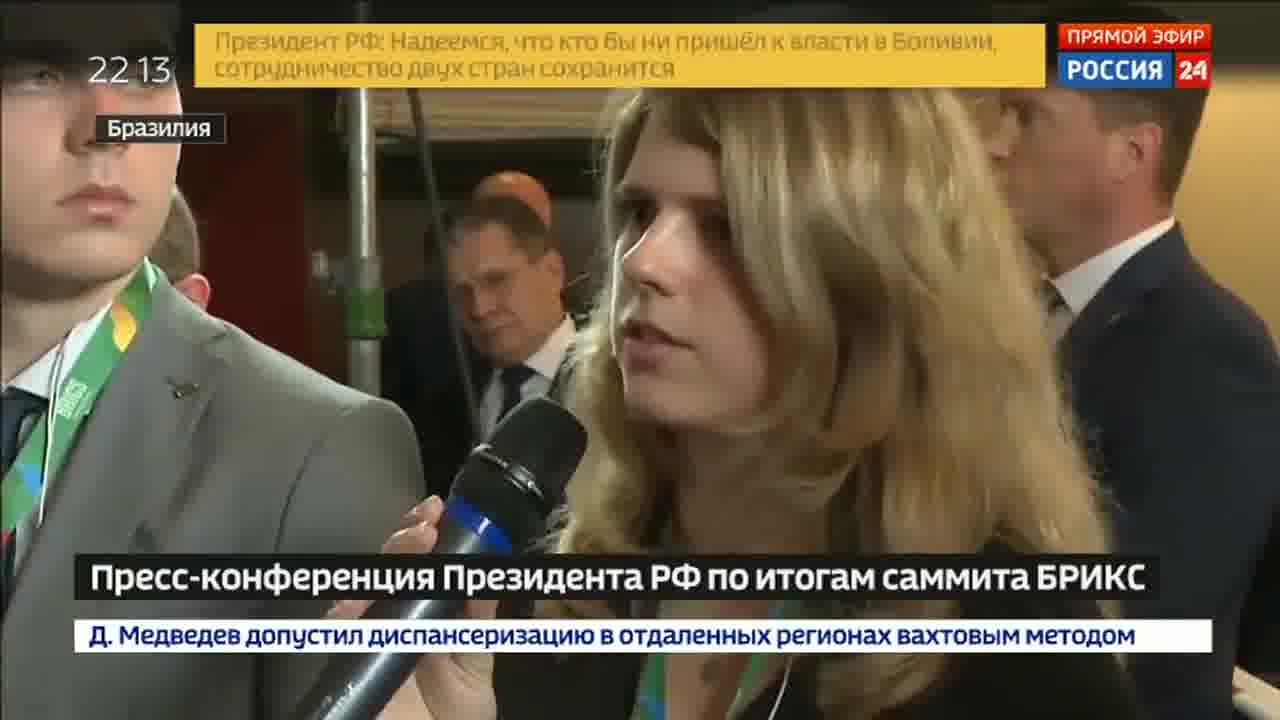 Президент РФ: Надеемся, что кто бы ни пришёл к власти в Боливии,
сотрудничество двух стран сохранится
ПРЯМОЙ ЭФИР
РОССИЯ 24
22 13
Бразилия
BRICS
Пресс-конференция Президента РФ по итогам саммита БРИКС
Д. Медведев допустил диспансеризацию в отдаленных регионах вахтовым методом